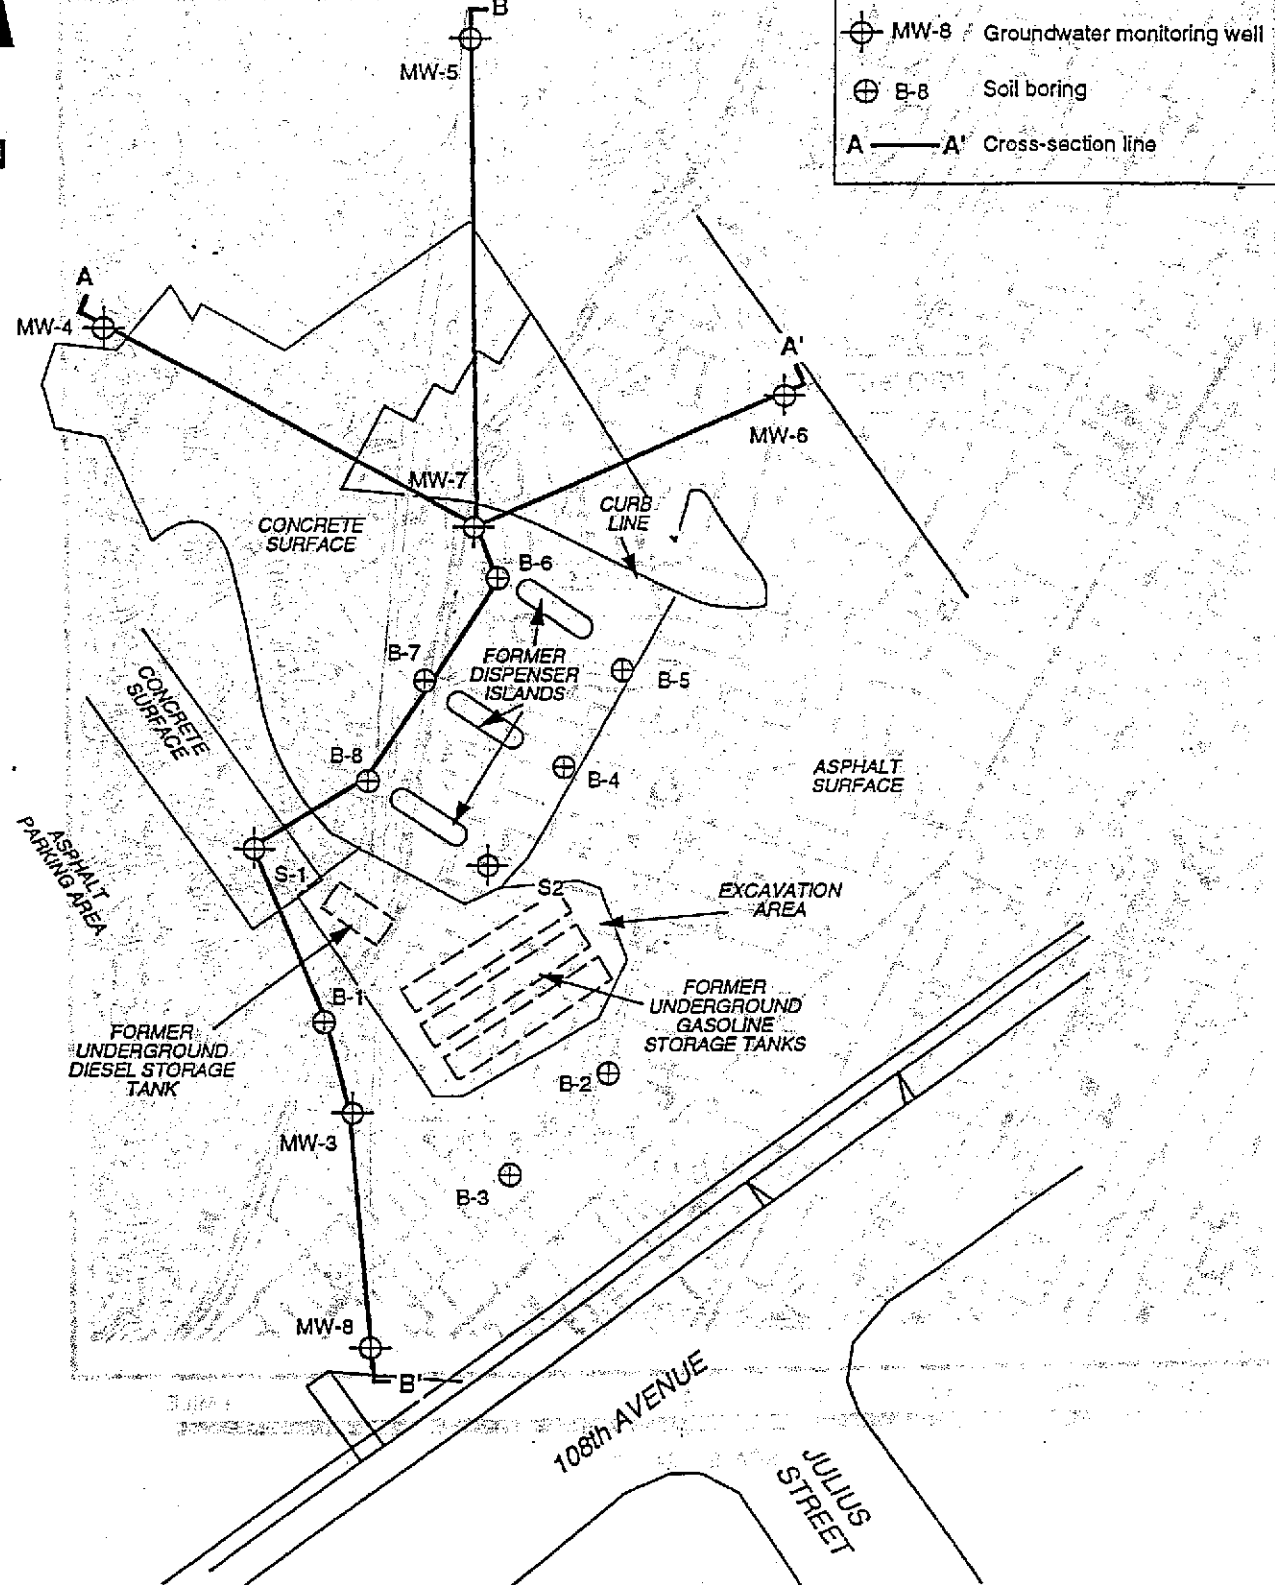 B
MW-5
MW-8 Groundwater monitoring well
B-8 Soil boring
A A' Cross-section line
A
MW-4
A'
MW-6
MW-7
CURB
LINE
CONCRETE
SURFACE
B-6
B-7
FORMER
DISPENSER
ISLANDS
B-5
CONCRETE
SURFACE
B-8
B-4
ASPHALT
SURFACE
ASPHALT
PARKING AREA
S-1
S2
EXCAVATION
AREA
B-1
FORMER
UNDERGROUND
GASOLINE
STORAGE TANKS
FORMER
UNDERGROUND
DIESEL STORAGE
TANK
B-2
MW-3
B-3
MW-8
B'
108th AVENUE
JULIUS
STREET